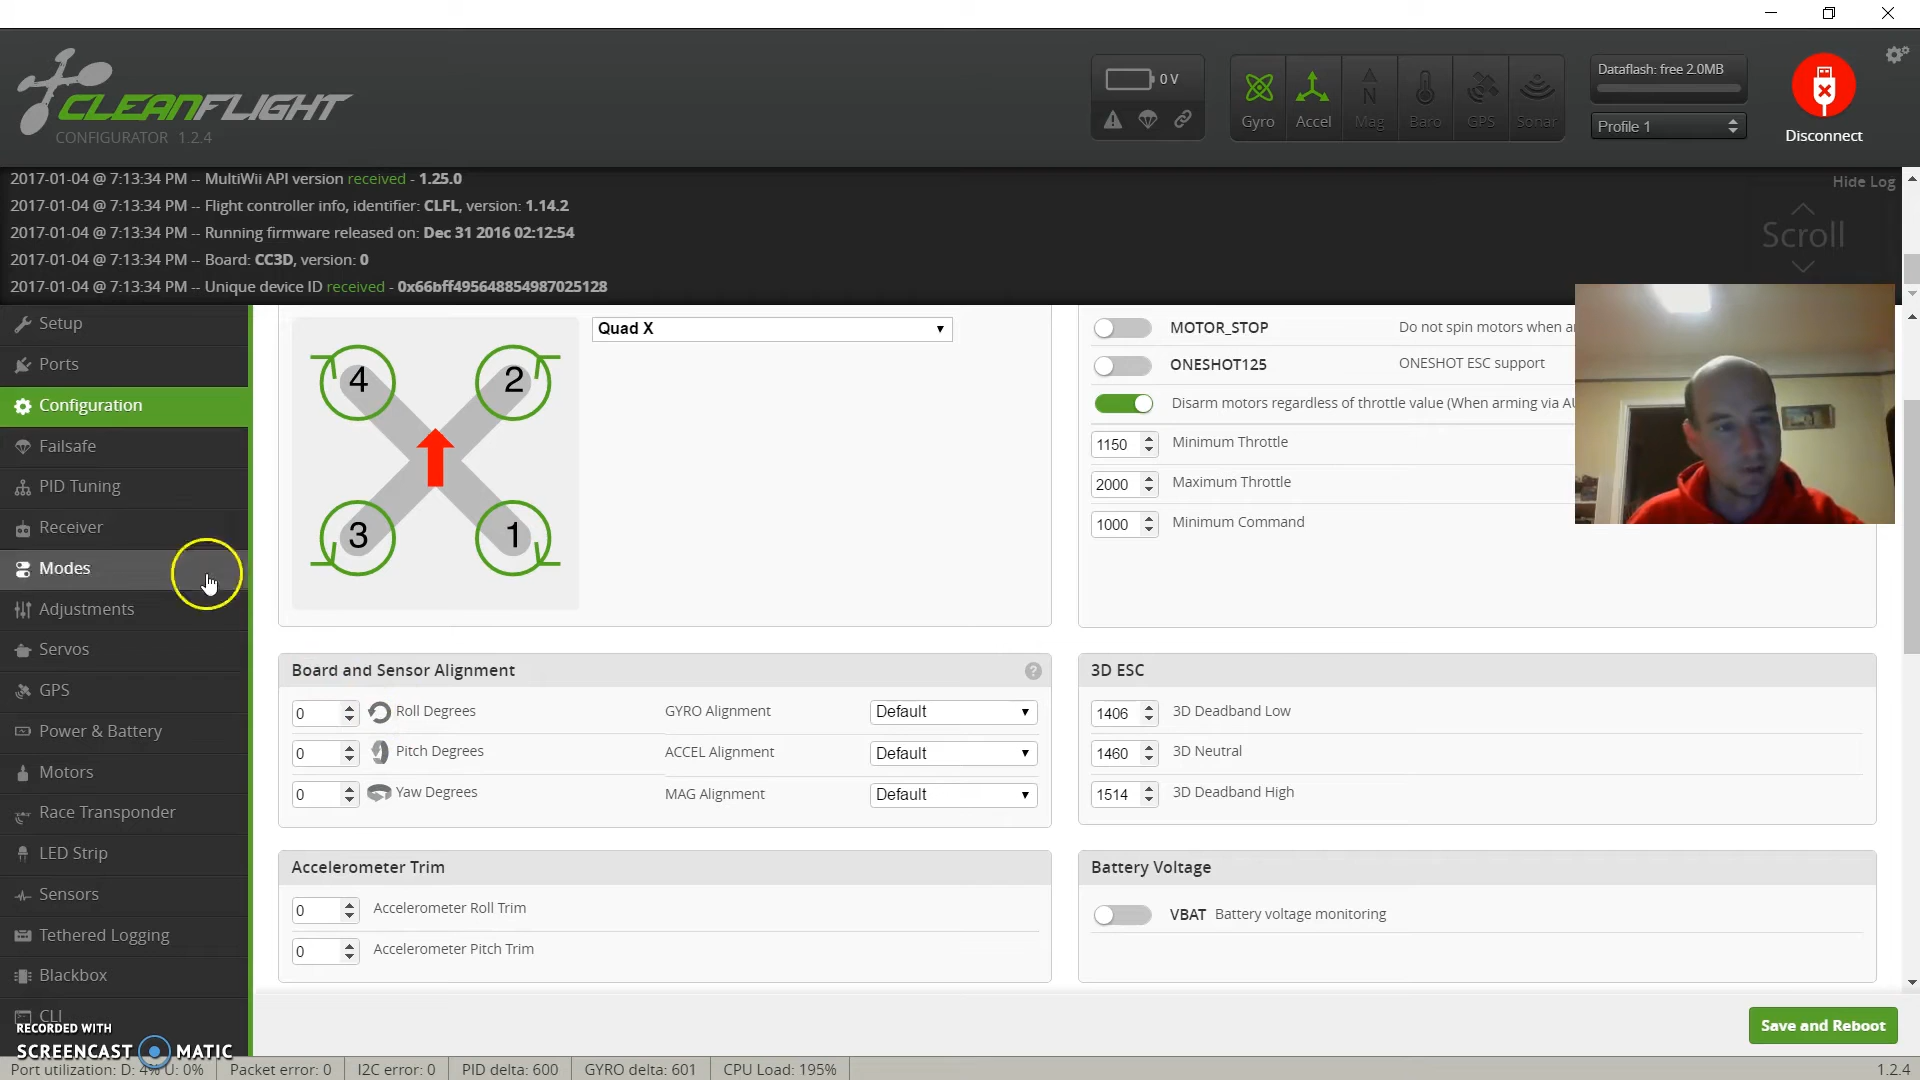 CLEANFLIGHT
CONFIGURATOR 1.2.4
0 V
Gyro
Accel
Mag
Baro
GPS
Sonar
Dataflash: free 2.0MB
Profile 1
Disconnect
2017-01-04 @ 7:13:34 PM -- MultiWii API version received - 1.25.0
2017-01-04 @ 7:13:34 PM -- Flight controller info, identifier: CLFL, version: 1.14.2
2017-01-04 @ 7:13:34 PM -- Running firmware released on: Dec 31 2016 02:12:54
2017-01-04 @ 7:13:34 PM -- Board: CC3D, version: 0
2017-01-04 @ 7:13:34 PM -- Unique device ID received - 0x66bff495648854987025128
Hide Log
Scroll
Setup
Ports
Configuration
Failsafe
PID Tuning
Receiver
Modes
Adjustments
Servos
GPS
Power & Battery
Motors
Race Transponder
LED Strip
Sensors
Tethered Logging
Blackbox
CLI
RECORDED WITH
SCREENCAST MATIC
4
2
3
1
Quad X
MOTOR_STOP
Do not spin motors when a
ONESHOT125
ONESHOT ESC support
Disarm motors regardless of throttle value (When arming via AU
1150 Minimum Throttle
2000 Maximum Throttle
1000 Minimum Command
Board and Sensor Alignment
?
0 Roll Degrees
GYRO Alignment
Default
0 Pitch Degrees
ACCEL Alignment
Default
0 Yaw Degrees
MAG Alignment
Default
3D ESC
1406 3D Deadband Low
1460 3D Neutral
1514 3D Deadband High
Accelerometer Trim
0 Accelerometer Roll Trim
0 Accelerometer Pitch Trim
Battery Voltage
VBAT Battery voltage monitoring
Save and Reboot
Port utilization: D: 4% U: 0%
Packet error: 0
I2C error: 0
PID delta: 600
GYRO delta: 601
CPU Load: 195%
1.2.4